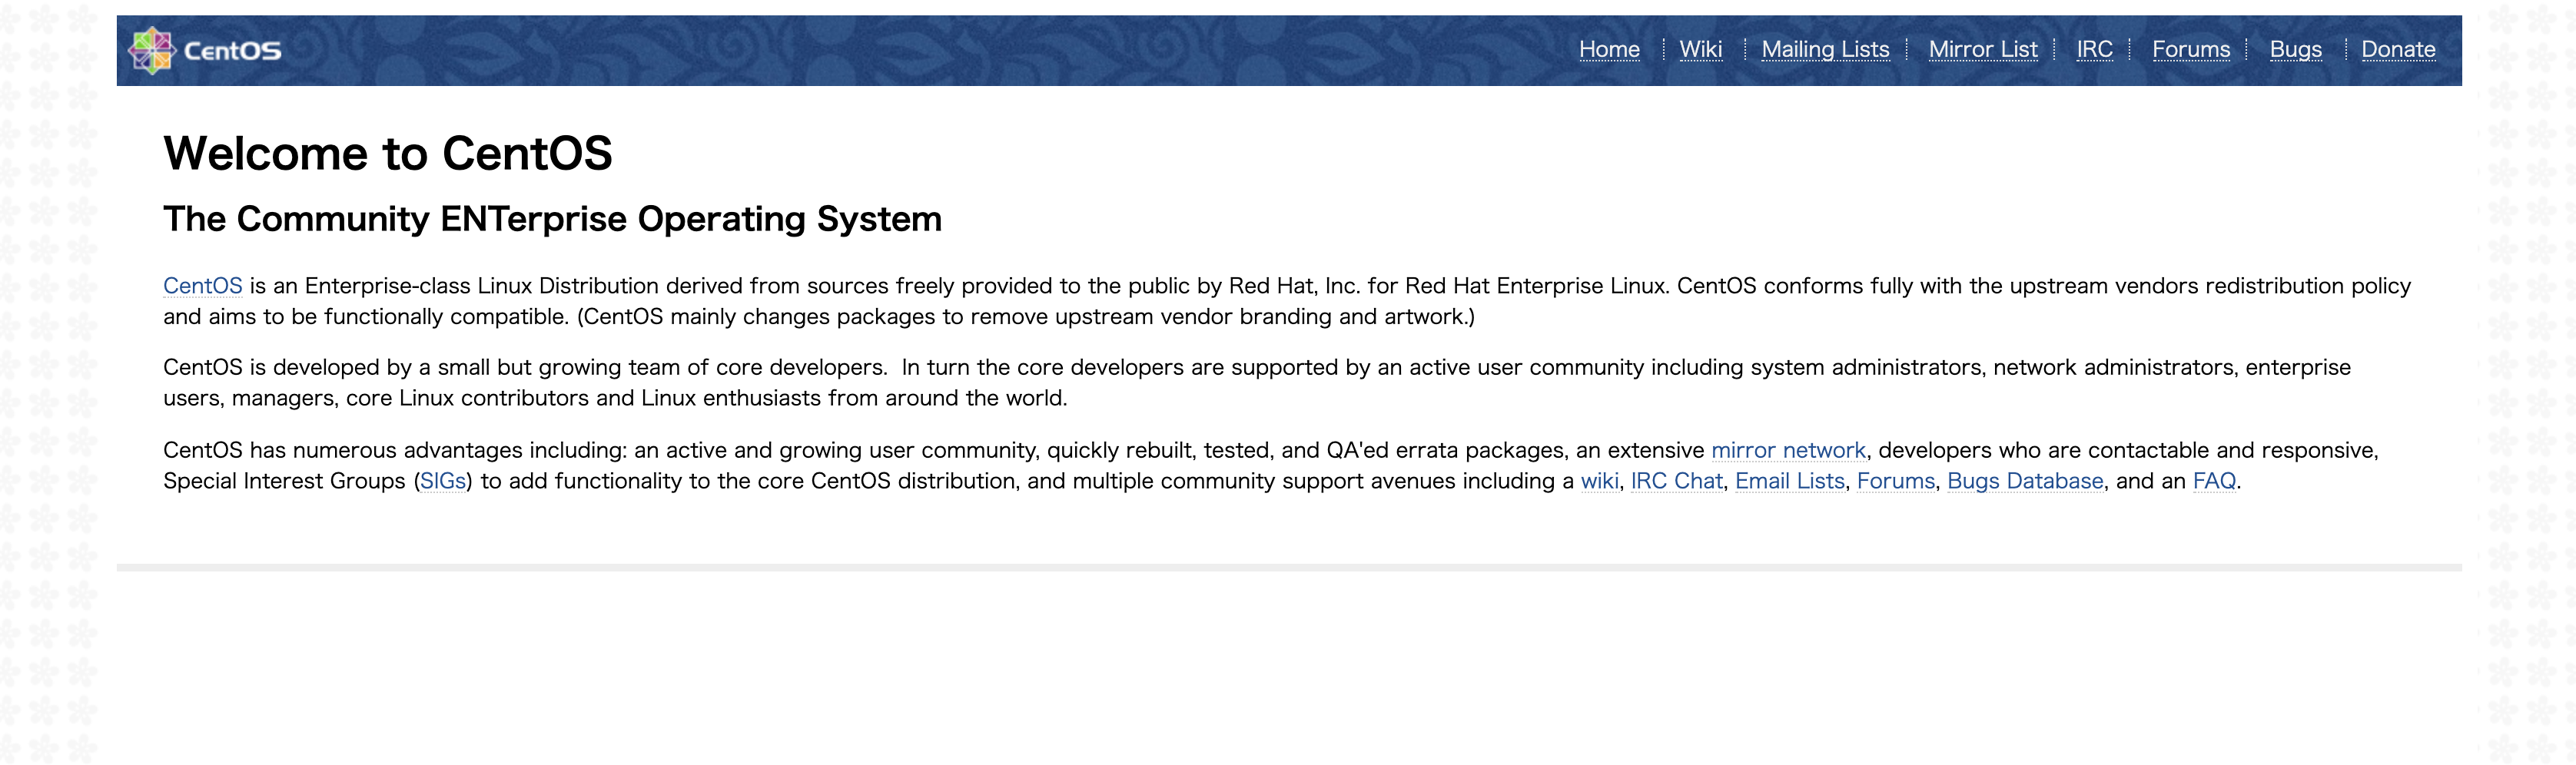 CentOS
Home Wiki Mailing Lists Mirror List IRC Forums Bugs Donate
Welcome to CentOS
The Community ENTerprise Operating System
CentOS is an Enterprise-class Linux Distribution derived from sources freely provided to the public by Red Hat, Inc. for Red Hat Enterprise Linux. CentOS conforms fully with the upstream vendors redistribution policy
and aims to be functionally compatible. (CentOS mainly changes packages to remove upstream vendor branding and artwork.)
CentOS is developed by a small but growing team of core developers.  In turn the core developers are supported by an active user community including system administrators, network administrators, enterprise
users, managers, core Linux contributors and Linux enthusiasts from around the world.
CentOS has numerous advantages including: an active and growing user community, quickly rebuilt, tested, and QA'ed errata packages, an extensive mirror network, developers who are contactable and responsive,
Special Interest Groups (SIGs) to add functionality to the core CentOS distribution, and multiple community support avenues including a wiki, IRC Chat, Email Lists, Forums, Bugs Database, and an FAQ.